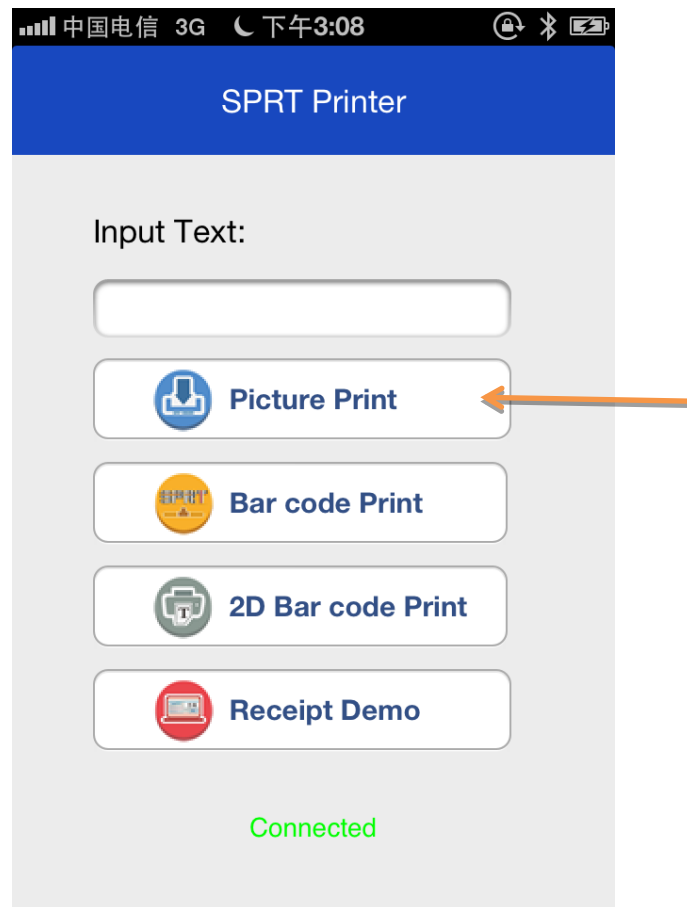 中国电信 3G 下午3:08
SPRT Printer
Input Text:
Picture Print
SPRT
Bar code Print
T
2D Bar code Print
Receipt Demo
Connected